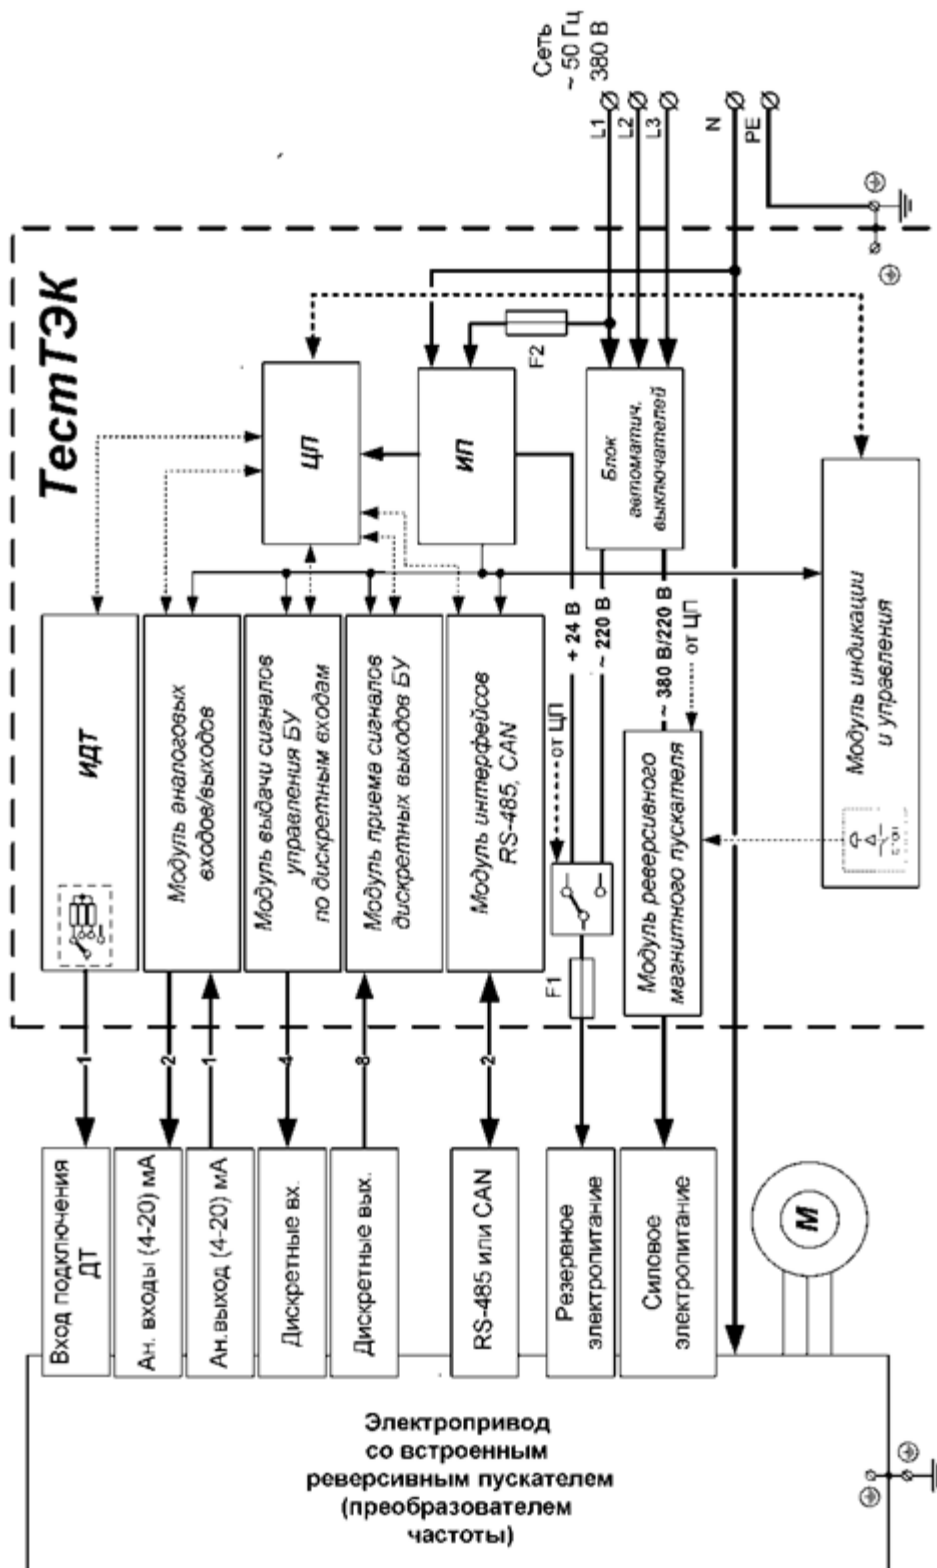 Сеть
~ 50 Гц
380 В
L1
L2
L3
N
PE
ТестТЭК
F2
ЦП
ИП
Блок
автоматич.
выключателей
ИДТ
Модуль аналоговых
входов/выходов
Модуль выдачи сигналов
управления БУ
по дискретным входам
Модуль приема сигналов
дискретных выходов БУ
Модуль интерфейсов
RS-485, CAN
+ 24 В
~ 220 В
~ 380 В/220 В
от ЦП
от ЦП
F1
Модуль реверсивного
магнитного пускателя
Модуль индикации
и управления
1
2
1
4
8
2
Вход подключения
ДТ
Ан. входы (4-20) мА
Ан.выход (4-20) мА
Дискретные вх.
Дискретные вых.
RS-485 или CAN
Резервное
электропитание
Силовое
электропитание
М
Электропривод
со встроенным
реверсивным пускателем
(преобразователем
частоты)